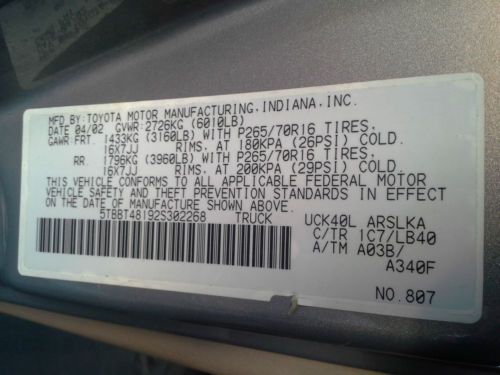 MFD.BY:TOYOTA MOTOR MANUFACTURING,INDIANA,INC.
DATE 04/02 GVWR:2726KG (6010LB)
GAWR:FRT. 1433KG (3160LB) WITH P265/70R16 TIRES,
16X7JJ RIMS, AT 180KPA (26PSI) COLD.
RR. 1796KG (3960LB) WITH P265/70R16 TIRES,
16X7JJ RIMS, AT 200KPA (29PSI) COLD.
THIS VEHICLE CONFORMS TO ALL APPLICABLE FEDERAL MOTOR
VEHICLE SAFETY AND THEFT PREVENTION STANDARDS IN EFFECT
ON THE DATE OF MANUFACTURE SHOWN ABOVE.
5TBBT48192S302268 TRUCK UCK40L ARSLKA
C/TR 1C7/LB40
A/TM A03B/
A340F
NO.807